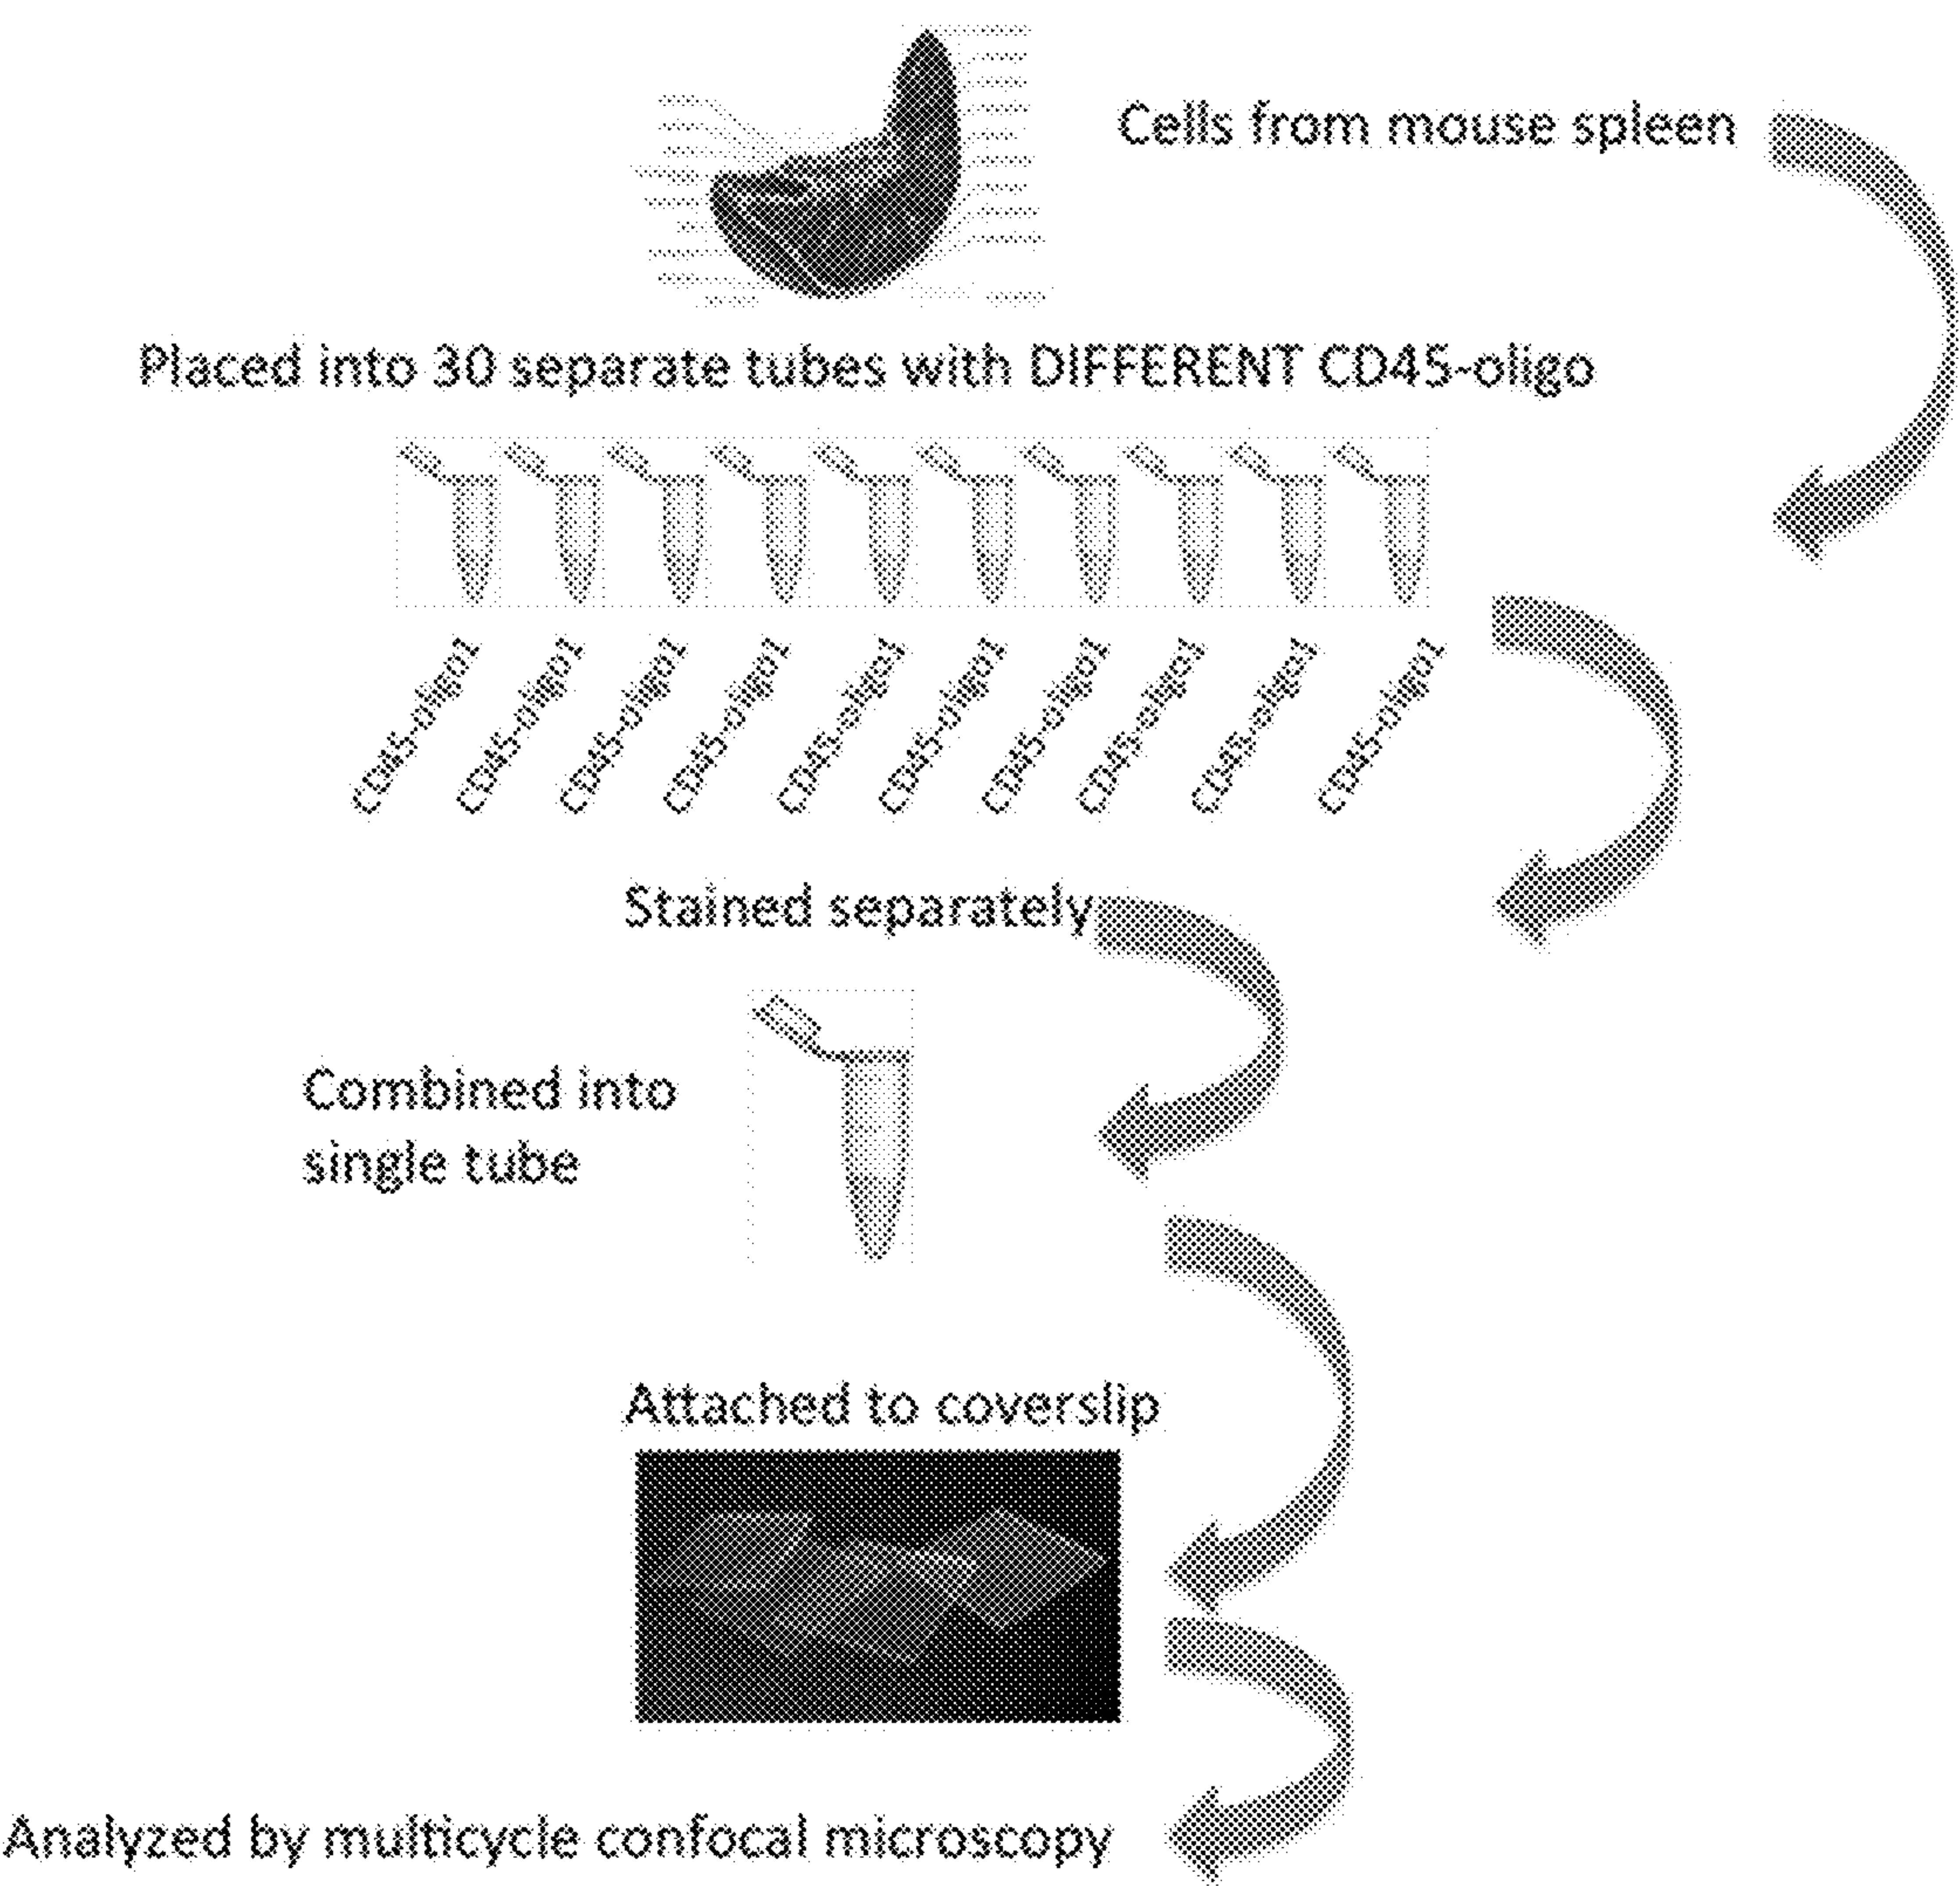 Cells from mouse spleen
Placed into 30 separate tubes with DIFFERENT CD45-oligo
CD45-oligo1
CD45-oligo1
CD45-oligo1
CD45-oligo1
CD45-oligo1
CD45-oligo1
CD45-oligo1
CD45-oligo1
CD45-oligo1
CD45-oligo1
Stained separately
Combined into
single tube
Attached to coverslip
Analyzed by multicycle confocal microscopy